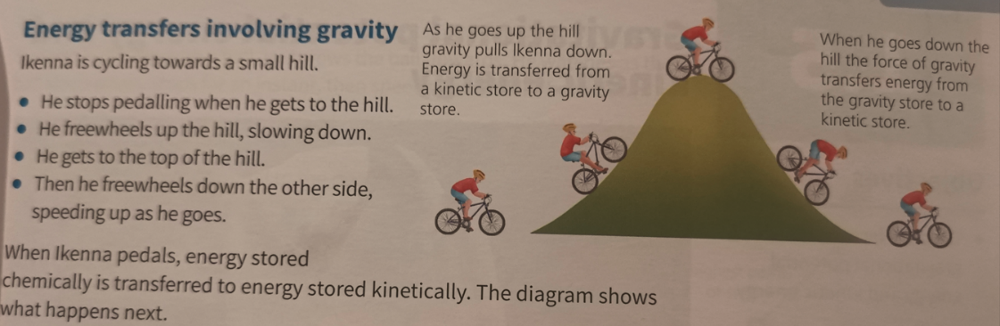 Energy transfers involving gravity
Ikenna is cycling towards a small hill.
• He stops pedalling when he gets to the hill.
• He freewheels up the hill, slowing down.
• He gets to the top of the hill.
• Then he freewheels down the other side,
speeding up as he goes.
When Ikenna pedals, energy stored
chemically is transferred to energy stored kinetically. The diagram shows
what happens next.
As he goes up the hill
gravity pulls Ikenna down.
Energy is transferred from
a kinetic store to a gravity
store.
When he goes down the
hill the force of gravity
transfers energy from
the gravity store to a
kinetic store.